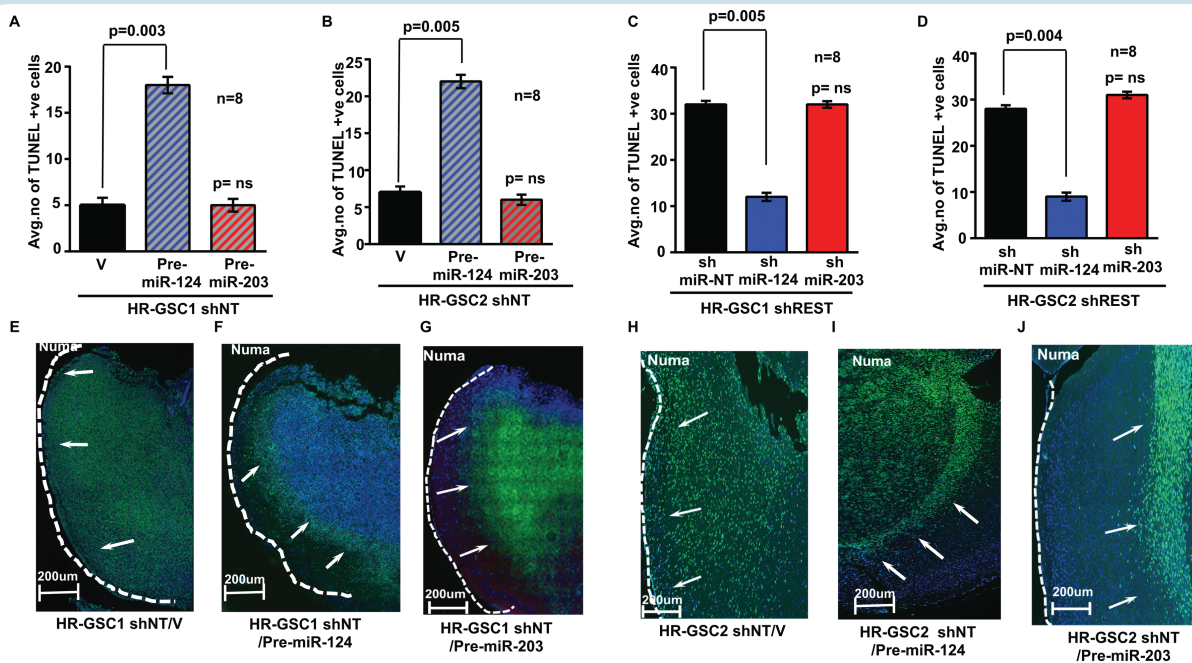 A
p=0.003
Avg.no of TUNEL +ve cells
20
15
10
5
0
n=8
p= ns
V
Pre-
miR-124
Pre-
miR-203
HR-GSC1 shNT
B
p=0.005
Avg.no of TUNEL +ve cells
25
20
15
10
5
0
n=8
p= ns
V
Pre-
miR-124
Pre-
miR-203
HR-GSC2 shNT
C
p=0.005
Avg.no of TUNEL +ve cells
40
30
20
10
0
n=8
p= ns
sh
miR-NT
sh
miR-124
sh
miR-203
HR-GSC1 shREST
D
p=0.004
Avg.no of TUNEL +ve cells
40
30
20
10
0
n=8
p= ns
sh
miR-NT
sh
miR-124
sh
miR-203
HR-GSC2 shREST
E
Numa
200um
HR-GSC1 shNT/V
F
Numa
200um
HR-GSC1 shNT
/Pre-miR-124
G
Numa
200um
HR-GSC1 shNT
/Pre-miR-203
H
Numa
200um
HR-GSC2 shNT/V
I
Numa
200um
HR-GSC2 shNT
/Pre-miR-124
J
Numa
200um
HR-GSC2 shNT
/Pre-miR-203